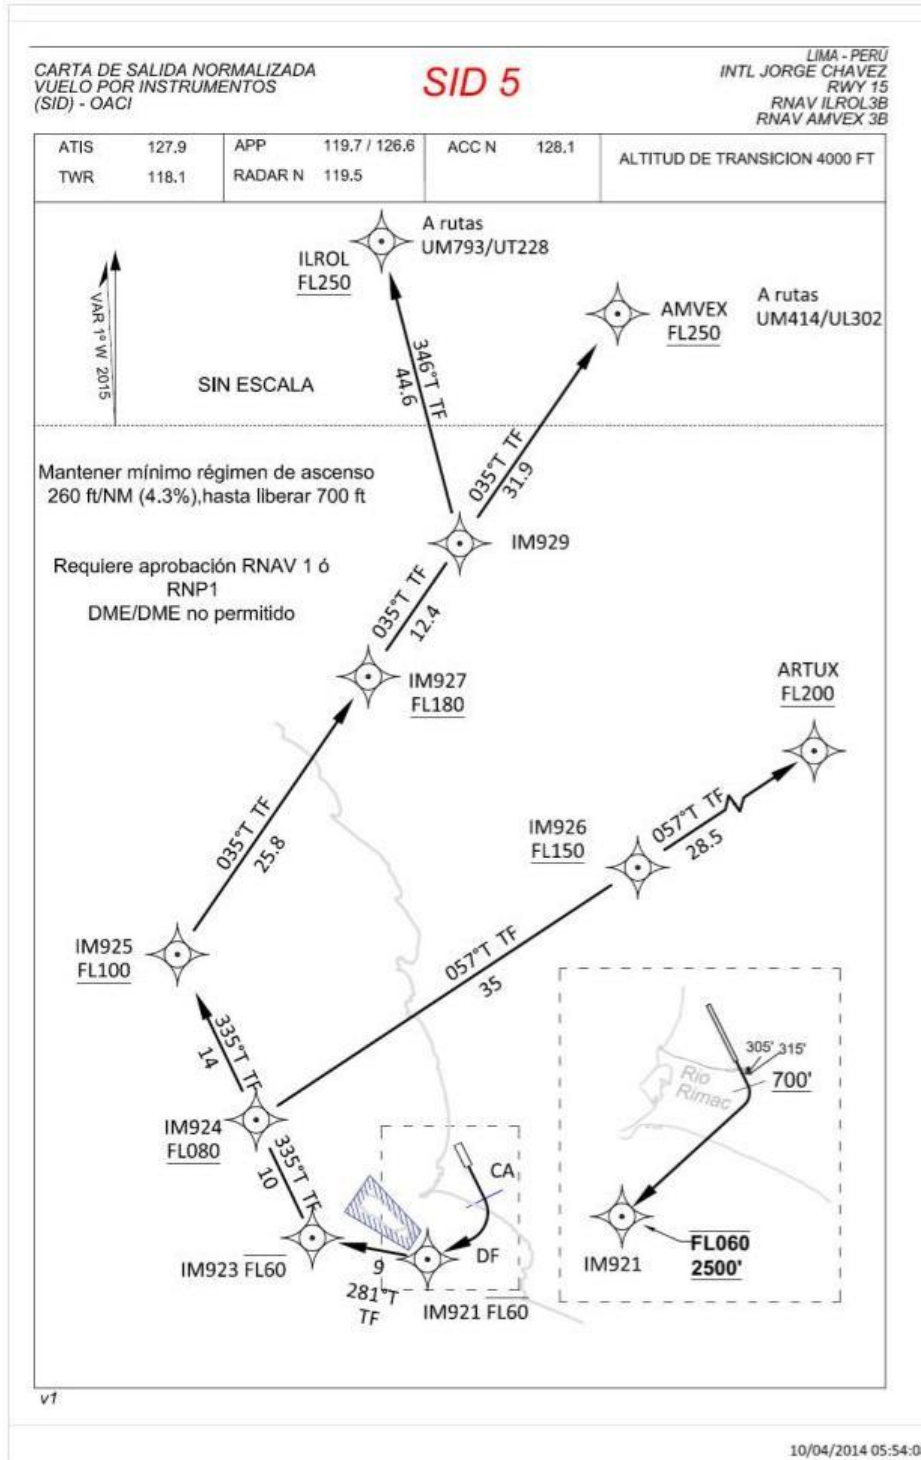 CARTA DE SALIDA NORMALIZADA
VUELO POR INSTRUMENTOS
(SID) - OACI
SID 5
LIMA - PERÚ
INTL JORGE CHAVEZ
RWY 15
RNAV ILROL3B
RNAV AMVEX 3B
ATIS 127.9
TWR 118.1
APP 119.7 / 126.6
RADAR N 119.5
ACC N 128.1
ALTITUD DE TRANSICION 4000 FT
A rutas
UM793/UT228
ILROL
FL250
AMVEX
FL250
A rutas
UM414/UL302
VAR 1° W 2015
SIN ESCALA
346°T TF
44.6
035°T TF
31.9
Mantener mínimo régimen de ascenso
260 ft/NM (4.3%),hasta liberar 700 ft
IM929
Requiere aprobación RNAV 1 ó
RNP1
DME/DME no permitido
035°T TF
12.4
IM927
FL180
ARTUX
FL200
035°T TF
25.8
IM926
FL150
057°T TF
28.5
IM925
FL100
057°T TF
35
335°T TF
14
IM924
FL080
335°T TF
10
305' 315'
700'
Rio
Rimac
CA
DF
IM923 FL60
9
281°T
TF
IM921 FL60
IM921
FL060
2500'
v1
10/04/2014 05:54:0